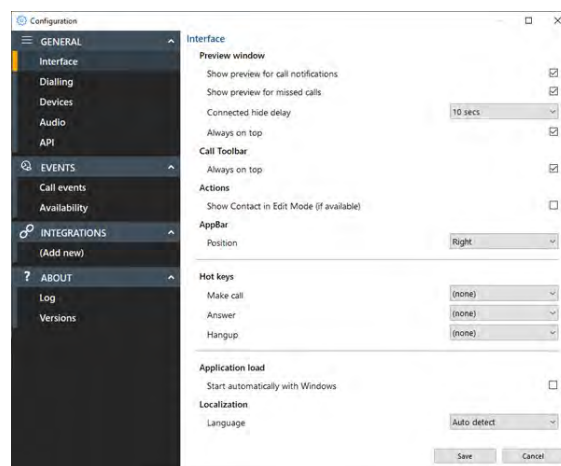 Configuration
GENERAL
Interface
Dialling
Devices
Audio
API
EVENTS
Call events
Availability
INTEGRATIONS
(Add new)
? ABOUT
Log
Versions
Interface
Preview window
Show preview for call notifications
Show preview for missed calls
Connected hide delay 10 secs
Always on top
Call Toolbar
Always on top
Actions
Show Contact in Edit Mode (if available)
AppBar
Position Right
Hot keys
Make call (none)
Answer (none)
Hangup (none)
Application load
Start automatically with Windows
Localization
Language Auto detect
Save Cancel